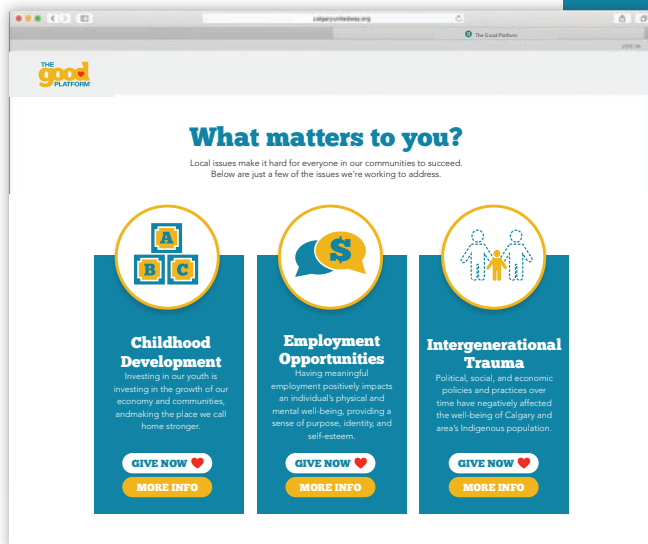 calgaryunitedway.org
The Good Platform
THE
good
PLATFORM
What matters to you?
Local issues make it hard for everyone in our communities to succeed.
Below are just a few of the issues we're working to address.
A
B C
$
Childhood
Development
Investing in our youth is
investing in the growth of our
economy and communities,
andmaking the place we call
home stronger.
GIVE NOW
MORE INFO
Employment
Opportunities
Having meaningful
employment positively impacts
an individual's physical and
mental well-being, providing a
sense of purpose, identity, and
self-esteem.
GIVE NOW
MORE INFO
Intergenerational
Trauma
Political, social, and economic
policies and practices over
time have negatively affected
the well-being of Calgary and
area's Indigenous population.
GIVE NOW
MORE INFO